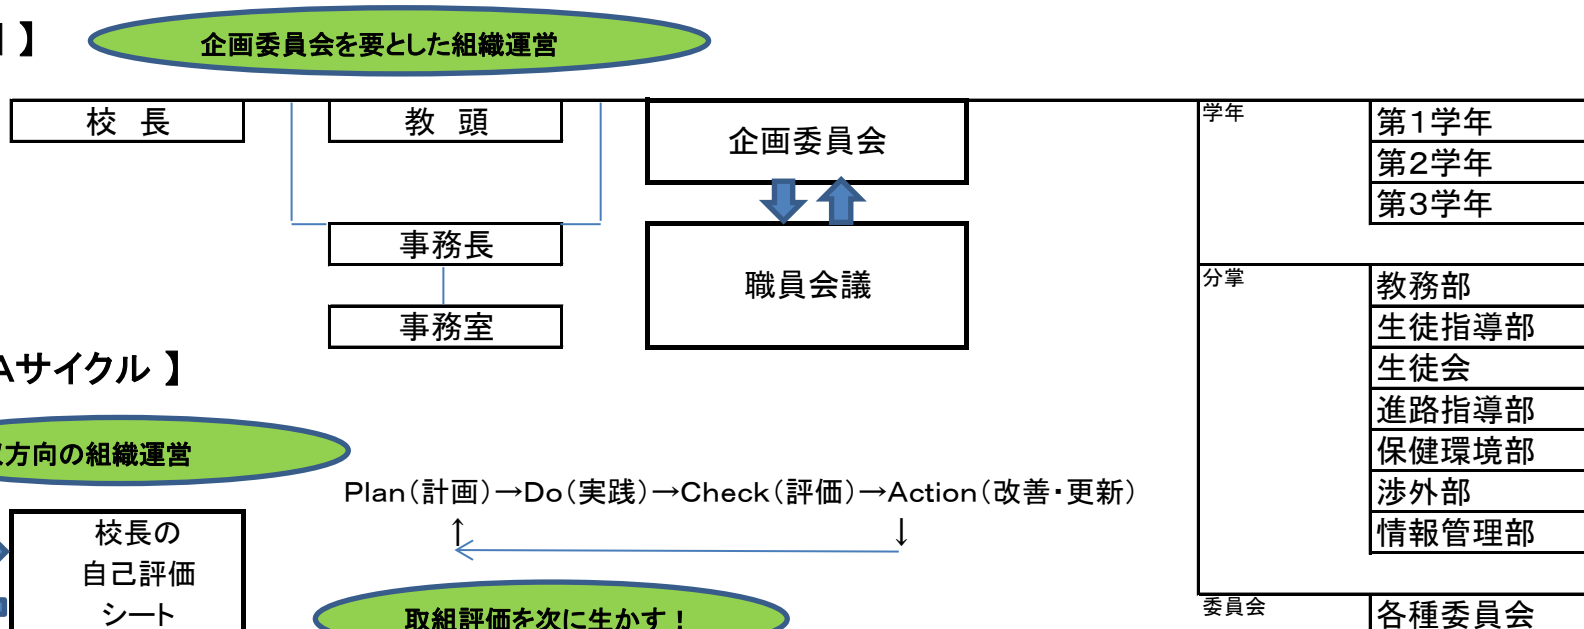 】
企画委員会を要とした組織運営
校 長
教 頭
企画委員会
事務長
職員会議
事務室
学年
第1学年
第2学年
第3学年
分掌
教務部
生徒指導部
生徒会
進路指導部
保健環境部
渉外部
情報管理部
委員会
各種委員会
Aサイクル 】
方向の組織運営
Plan(計画)→Do(実践)→Check(評価)→Action(改善・更新)
↑ ↓
校長の
自己評価
シート
取組評価を次に生かす!